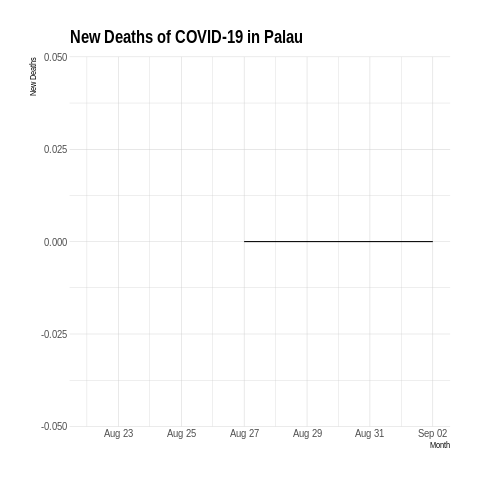 New Deaths of COVID-19 in Palau
New Deaths
0.050
0.025
0.000
-0.025
-0.050
Aug 23 Aug 25 Aug 27 Aug 29 Aug 31 Sep 02
Month